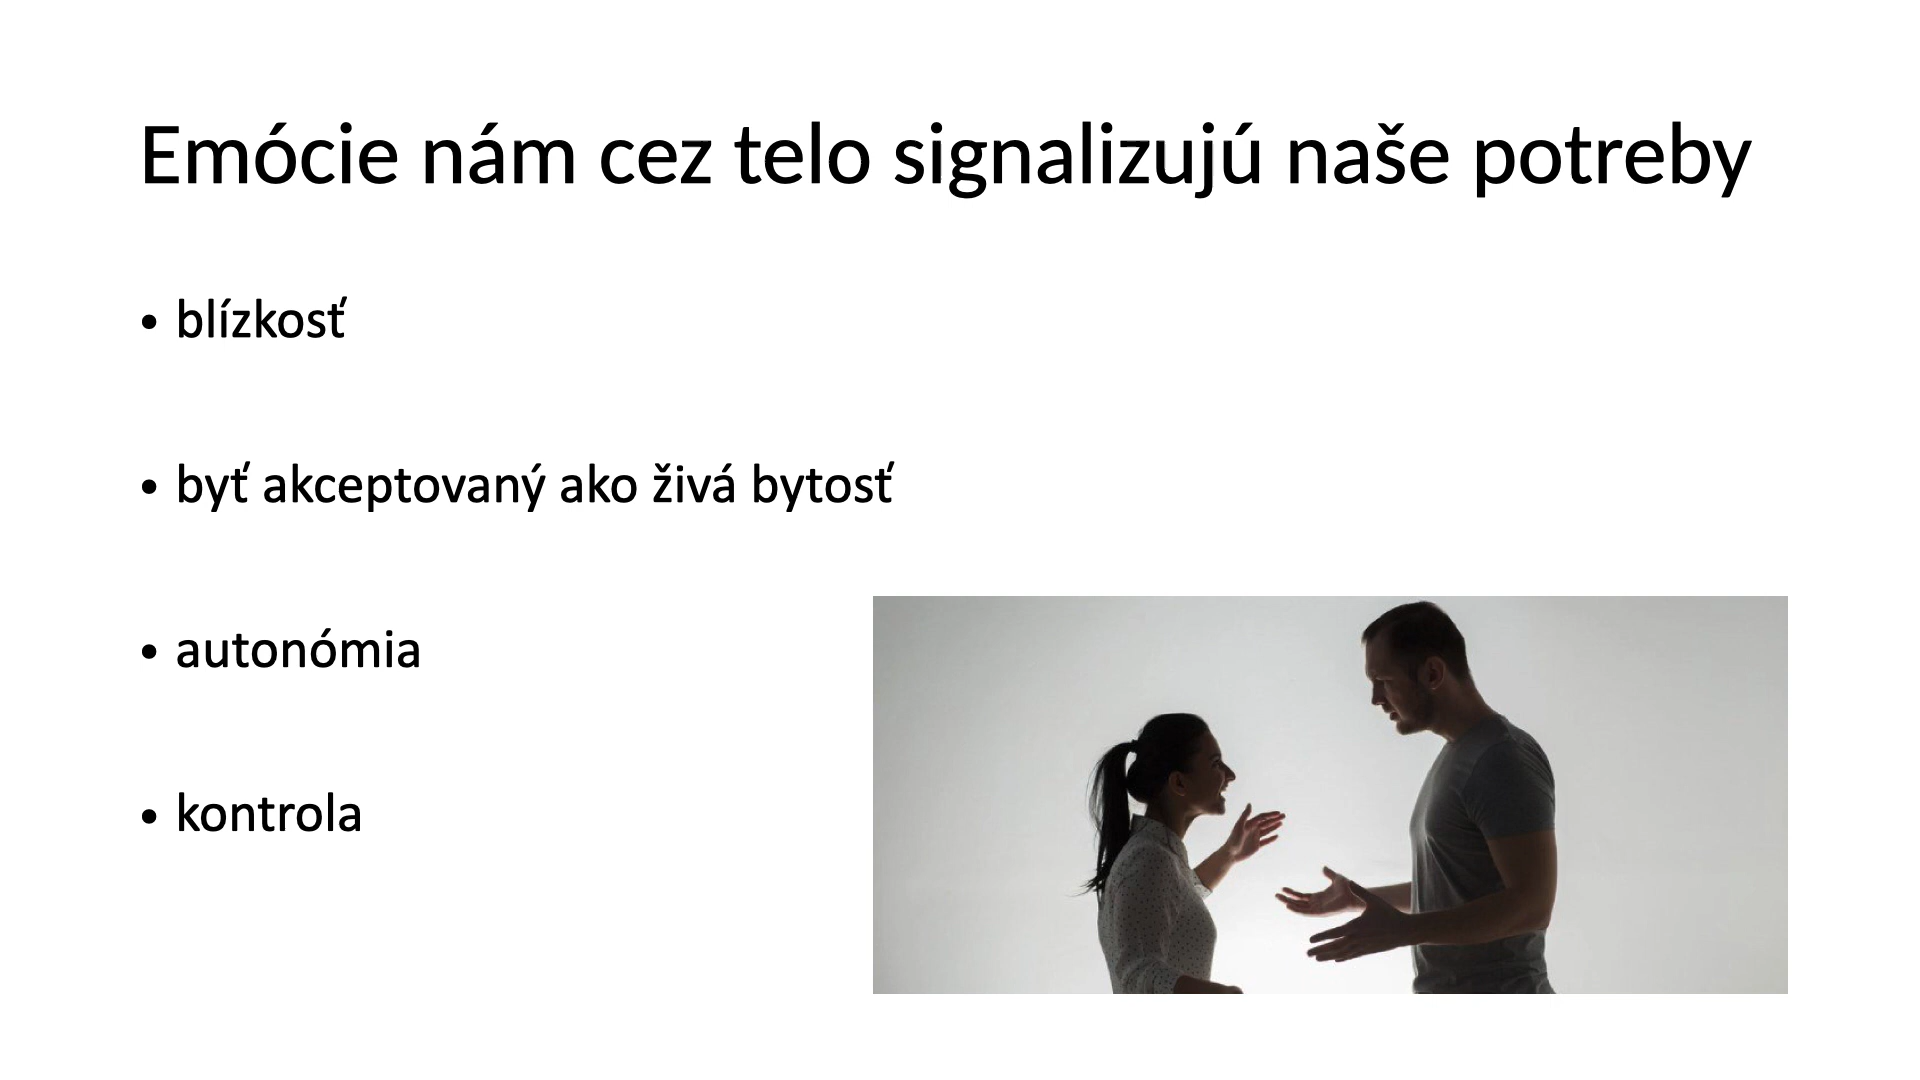 Emócie nám cez telo signalizujú naše potreby
• blízkosť
• byť akceptovaný ako živá bytosť
• autonómia
• kontrola